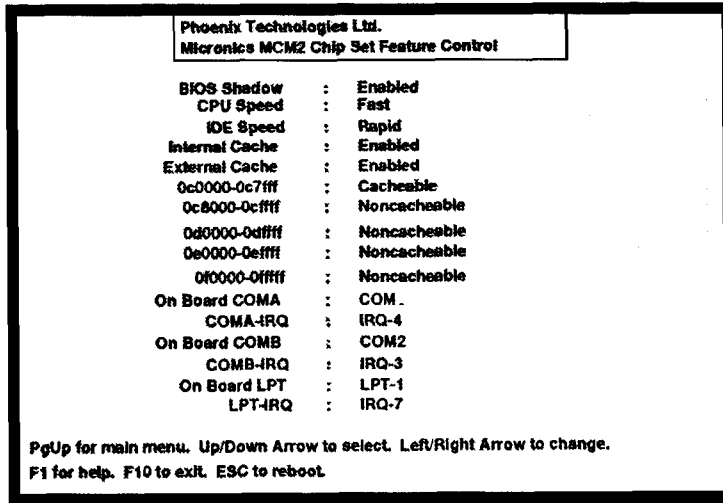 Phoenix Technologies Ltd.
Micronics MCM2 Chip Set Feature Control
BIOS Shadow : Enabled
CPU Speed : Fast
IDE Speed : Rapid
Internal Cache : Enabled
External Cache : Enabled
0c0000-0c7fff : Cacheable
0c8000-0cffff : Noncacheable
0d0000-0dffff : Noncacheable
0e0000-0effff : Noncacheable
0f0000-0fffff : Noncacheable
On Board COMA : COM
COMA-IRQ : IRQ-4
On Board COMB : COM2
COMB-IRQ : IRQ-3
On Board LPT : LPT-1
LPT-IRQ : IRQ-7
PgUp for main menu. Up/Down Arrow to select. Left/Right Arrow to change.
F1 for help. F10 to exit. ESC to reboot.